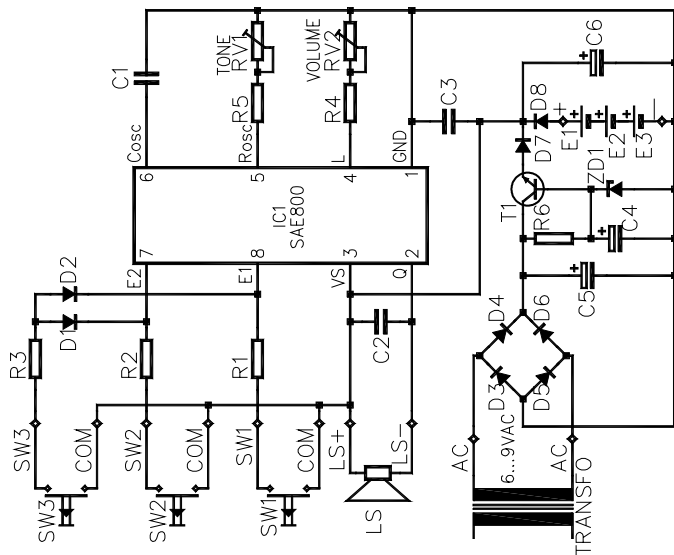 C1
TONE
RV1
VOLUME
RV2
R5
R4
C3
C6
Cosc
Rosc
L
GND
6
5
4
1
IC1
SAE800
7
8
3
2
E2
E1
VS
Q
D8
+
E1
E2
E3
–
D7
ZD1
T1
R6
+
C4
+
C5
+
D2
D1
R3
R2
R1
C2
D4
D6
D3
D5
6...9VAC
AC
AC
TRANSFO
SW3
COM
SW2
COM
SW1
COM
LS+
LS–
SW3
SW2
SW1
LS